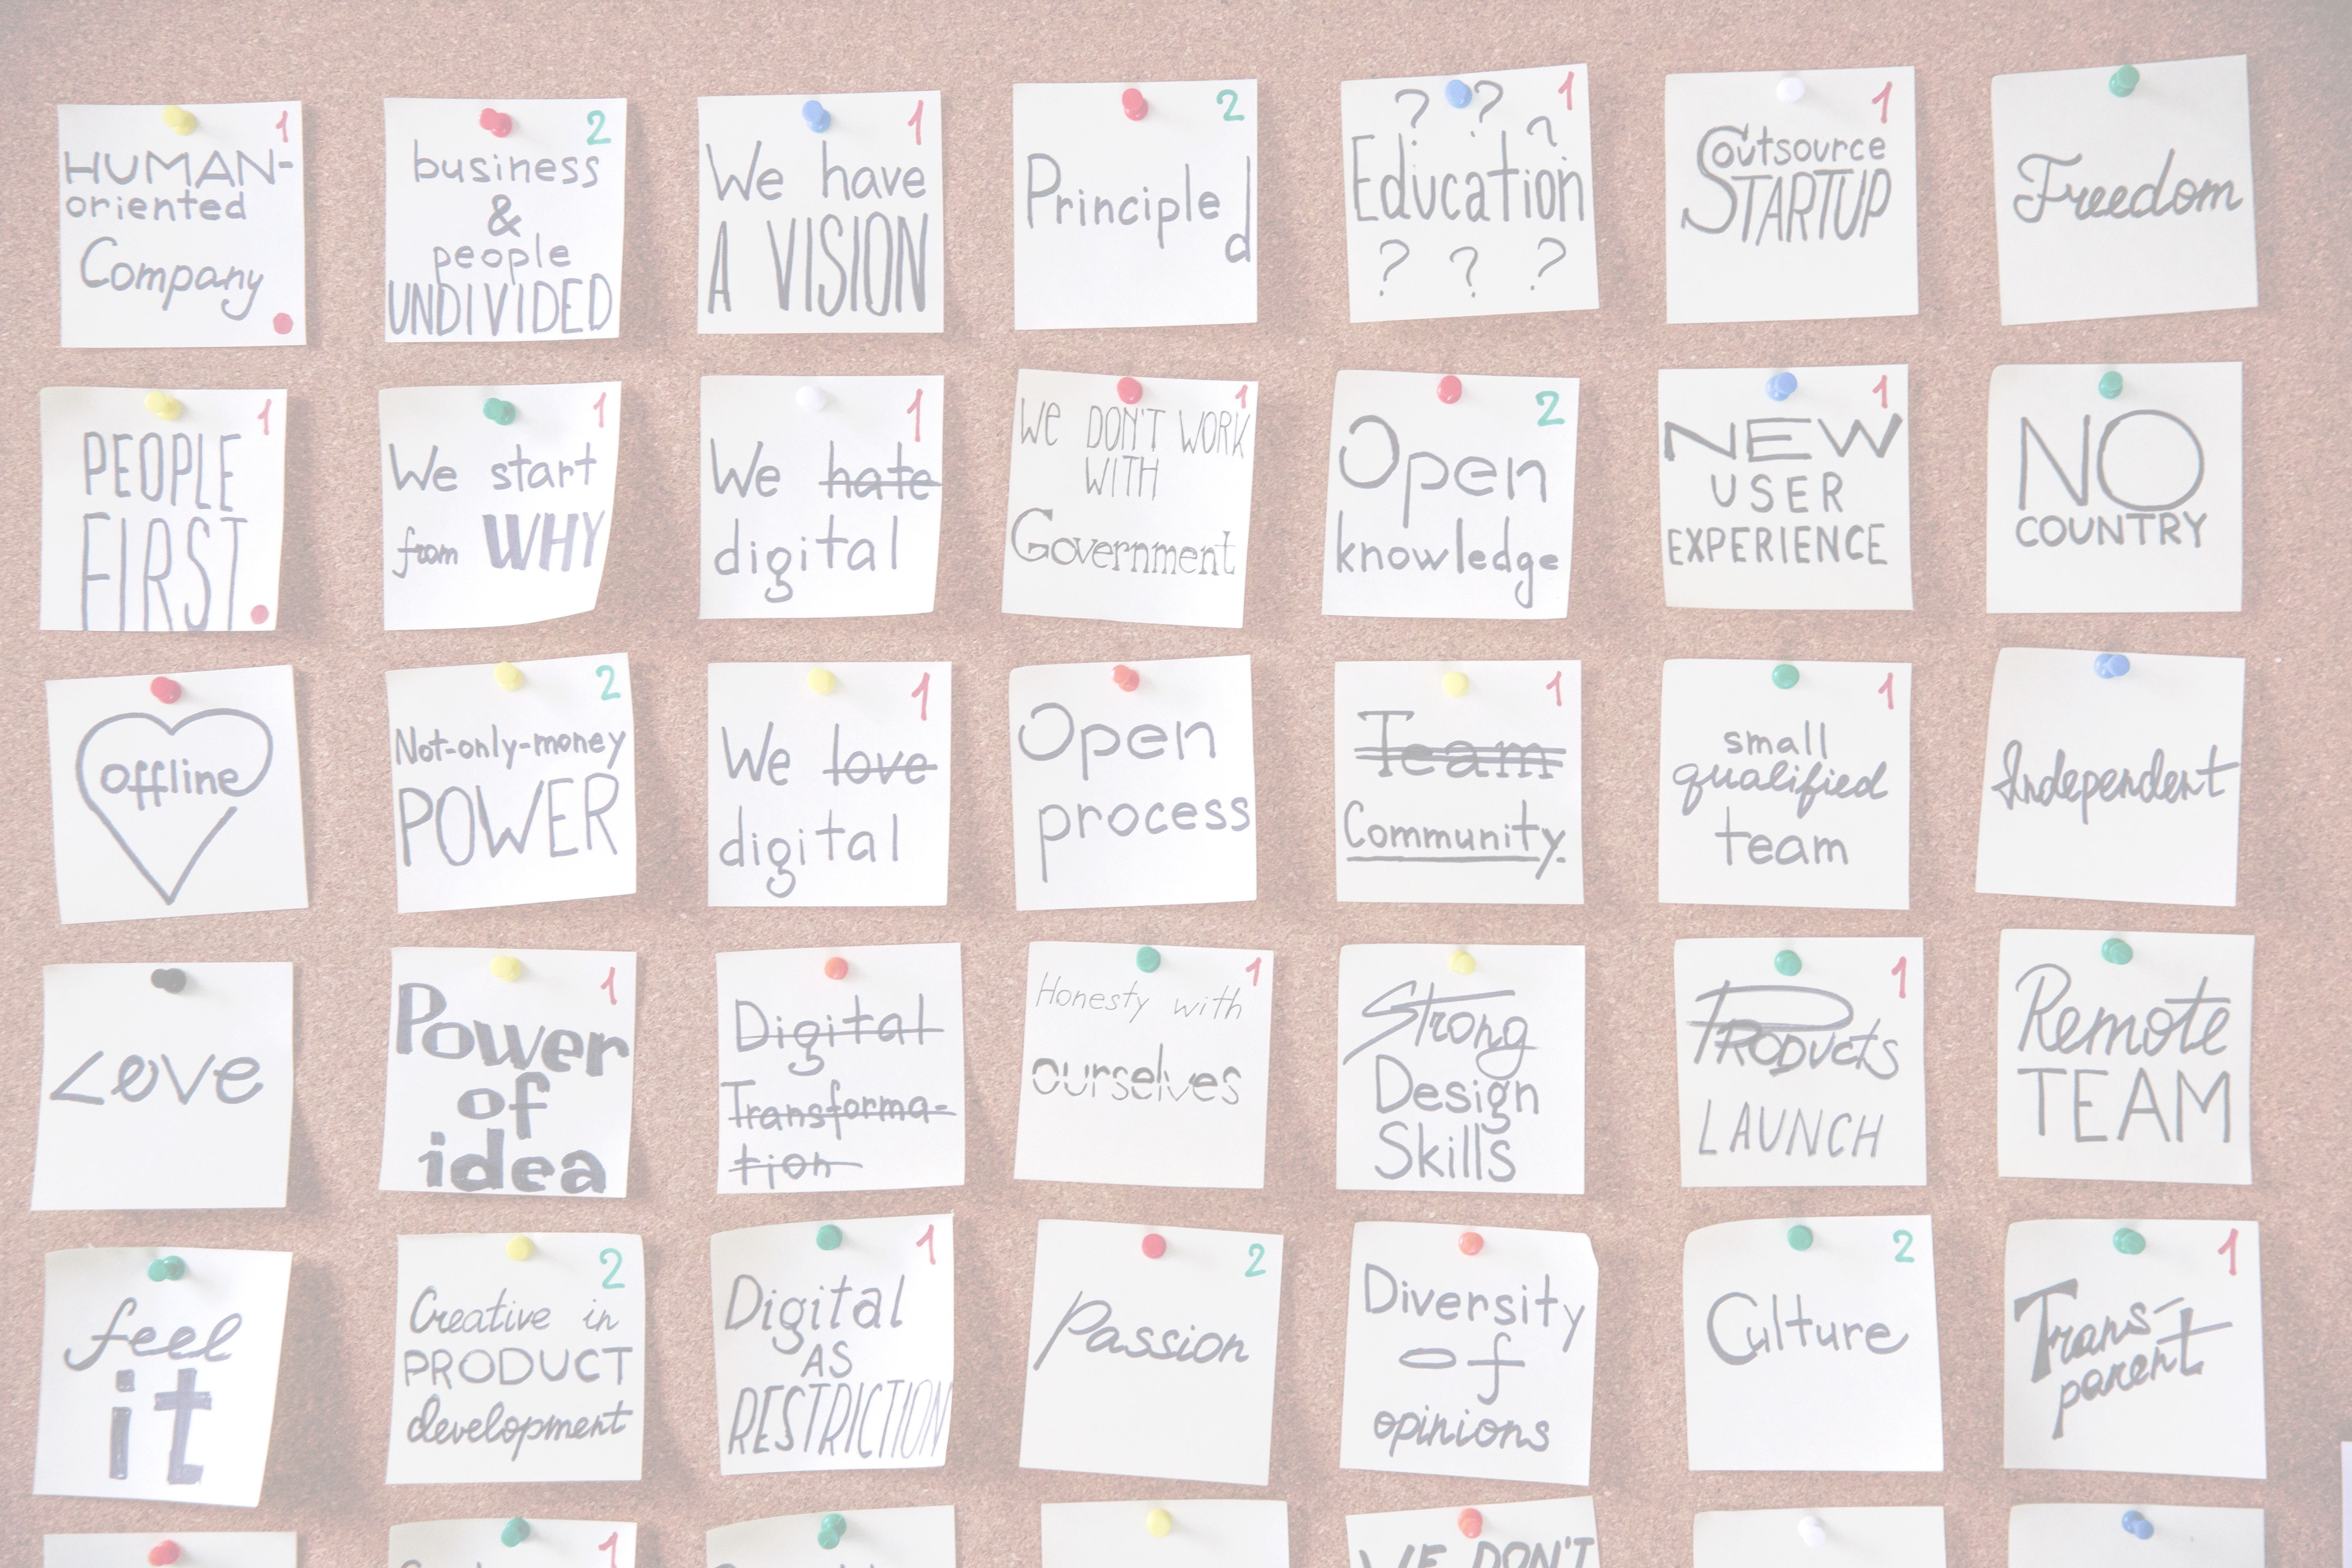 1
HUMAN-
oriented
Company
2
business
&
people
UNDIVIDED
1
We have
A VISION
2
Principle
d
? ? 1
?
Education
? ? ?
1
Outsource
STARTUP
Freedom
1
PEOPLE
FIRST
1
We start
from WHY
1
We hate
digital
1
WE DON'T WORK
WITH
Government
2
Open
knowledge
1
NEW
USER
EXPERIENCE
NO
COUNTRY
offline
2
Not-only-money
POWER
1
We love
digital
Open
process
1
Team
Community.
1
small
qualified
team
Independent
Love
1
Power
of
idea
Digital
Transforma-
tion
1
Honesty with
ourselves
Strong
Design
Skills
1
PRODUCTS
LAUNCH
Remote
TEAM
feel
it
2
Creative in
PRODUCT
development
1
Digital
AS
RESTRICTION
2
Passion
Diversity
of
opinions
2
Culture
1
Trans-
parent
1
WE DON'T